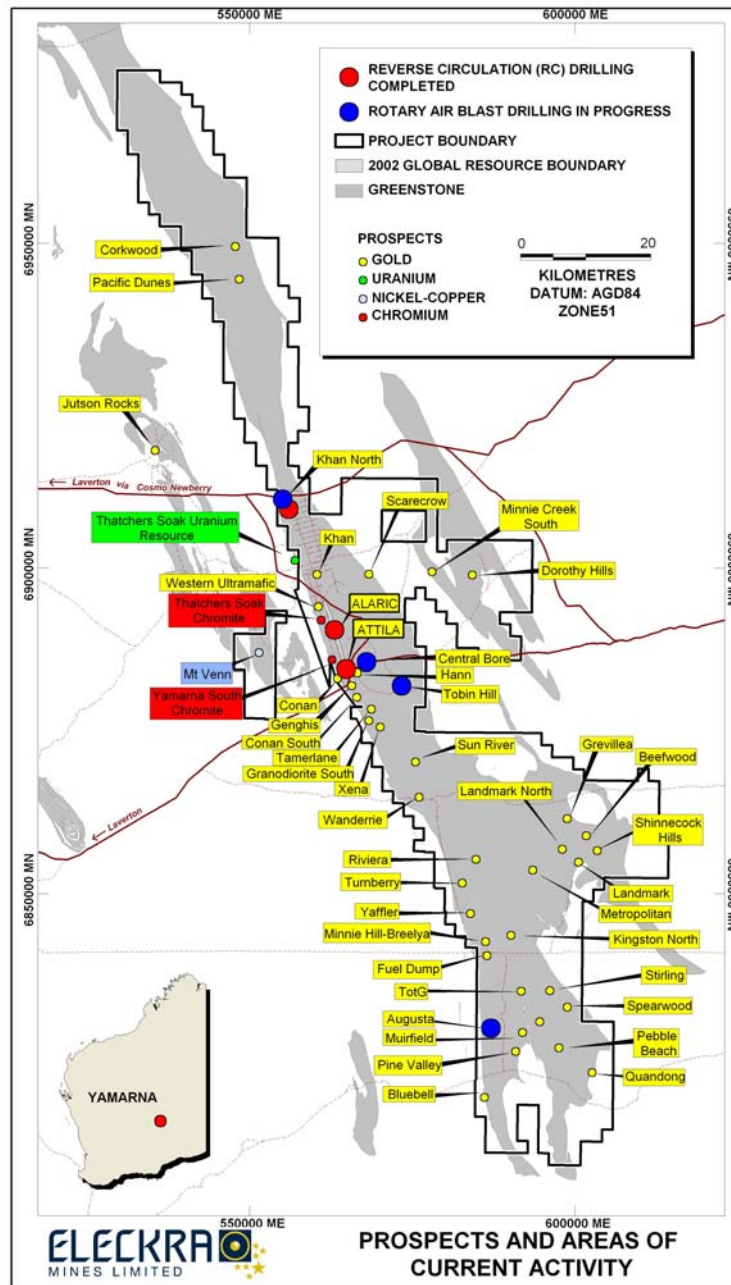 550000 ME
600000 ME
REVERSE CIRCULATION (RC) DRILLING
COMPLETED
ROTARY AIR BLAST DRILLING IN PROGRESS
PROJECT BOUNDARY
2002 GLOBAL RESOURCE BOUNDARY
GREENSTONE
PROSPECTS
GOLD
URANIUM
NICKEL-COPPER
CHROMIUM
0
20
KILOMETRES
DATUM: AGD84
ZONE51
6950000 MN
6950000 MN
Corkwood
Pacific Dunes
Jutson Rocks
Khan North
Laverton via Cosmo Newberry
Scarecrow
Minnie Creek
South
Thatchers Soak Uranium
Resource
Khan
6900000 MN
6900000 MN
Dorothy Hills
Western Ultramafic
Thatchers Soak
Chromite
ALARIC
ATTILA
Central Bore
Hann
Mt Venn
Tobin Hill
Yamarna South
Chromite
Conan
Genghis
Conan South
Tamerlane
Granodiorite South
Xena
Sun River
Grevillea
Beefwood
Landmark North
Shinnecock
Hills
Wanderrie
Laverton
Riviera
Turnberry
Landmark
6850000 MN
6850000 MN
Metropolitan
Yaffler
Minnie Hill-Breelya
Kingston North
Fuel Dump
TotG
Stirling
Spearwood
Augusta
Muirfield
Pebble
Beach
Pine Valley
Quandong
Bluebell
YAMARNA
550000 ME
600000 ME
ELECKRA
MINES LIMITED
PROSPECTS AND AREAS OF
CURRENT ACTIVITY